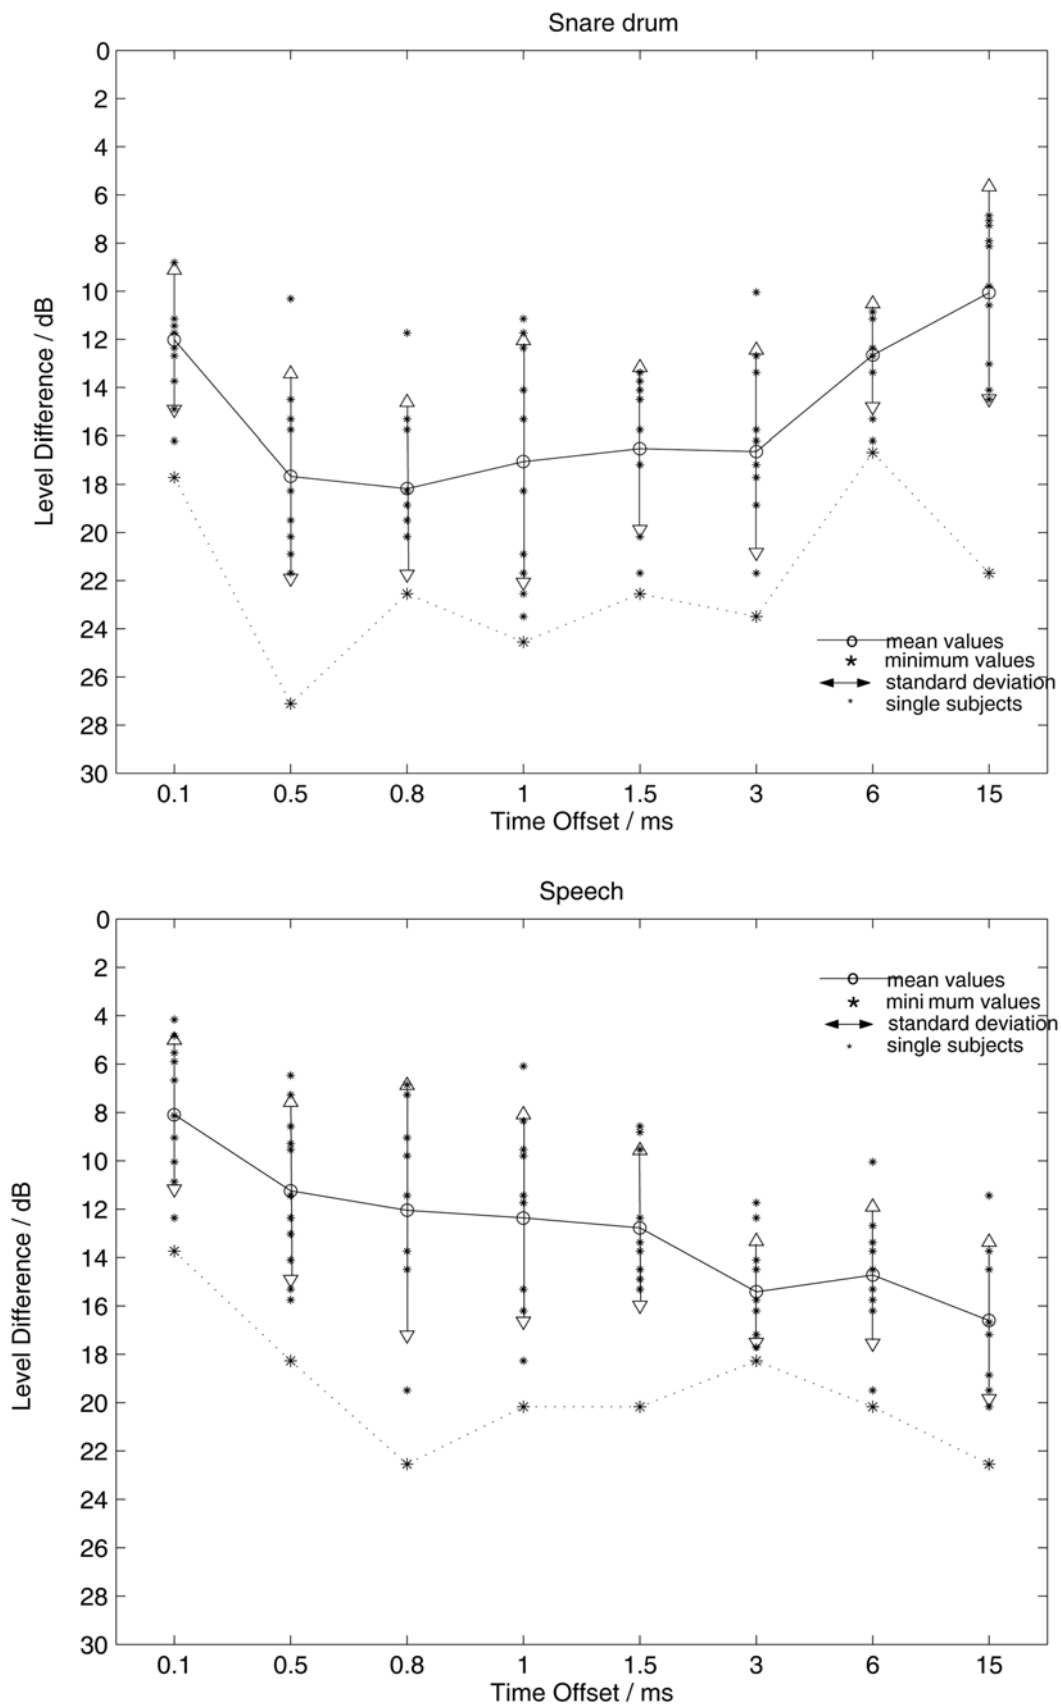 Snare drum
0
2
4
6
8
10
12
14
16
18
20
22
24
26
28
30
Level Difference / dB
mean values
minimum values
standard deviation
single subjects
0.1 0.5 0.8 1 1.5 3 6 15
Time Offset / ms
Speech
0
2
4
6
8
10
12
14
16
18
20
22
24
26
28
30
Level Difference / dB
mean values
mini mum values
standard deviation
single subjects
0.1 0.5 0.8 1 1.5 3 6 15
Time Offset / ms